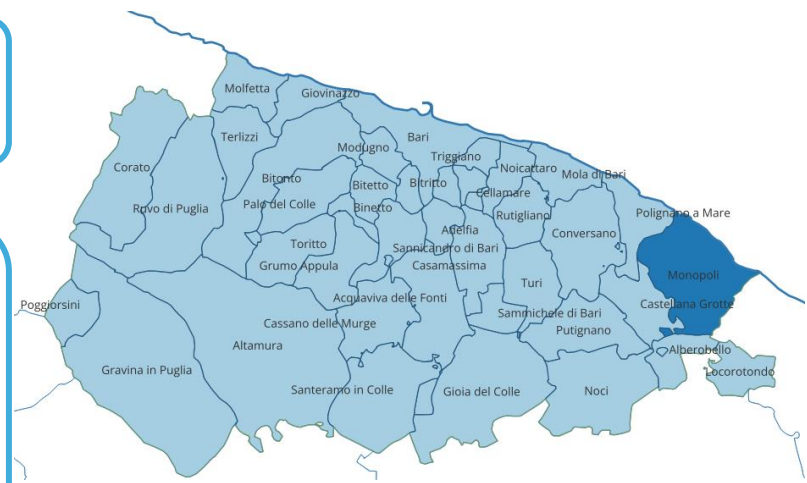 Molfetta
Giovinazzo
Terlizzi
Bari
Modugno
Triggiano
Corato
Noicattaro
Mola di Bari
Bitonto
Bitetto
Bitritto
Cellamare
Ruvo di Puglia
Palo del Colle
Binetto
Rutigliano
Polignano a Mare
Adelfia
Conversano
Toritto
Sannicandro di Bari
Grumo Appula
Casamassima
Monopoli
Turi
Poggiorsini
Acquaviva delle Fonti
Castellana Grotte
Sammichele di Bari
Cassano delle Murge
Putignano
Altamura
Alberobello
Gravina in Puglia
Locorotondo
Santeramo in Colle
Gioia del Colle
Noci